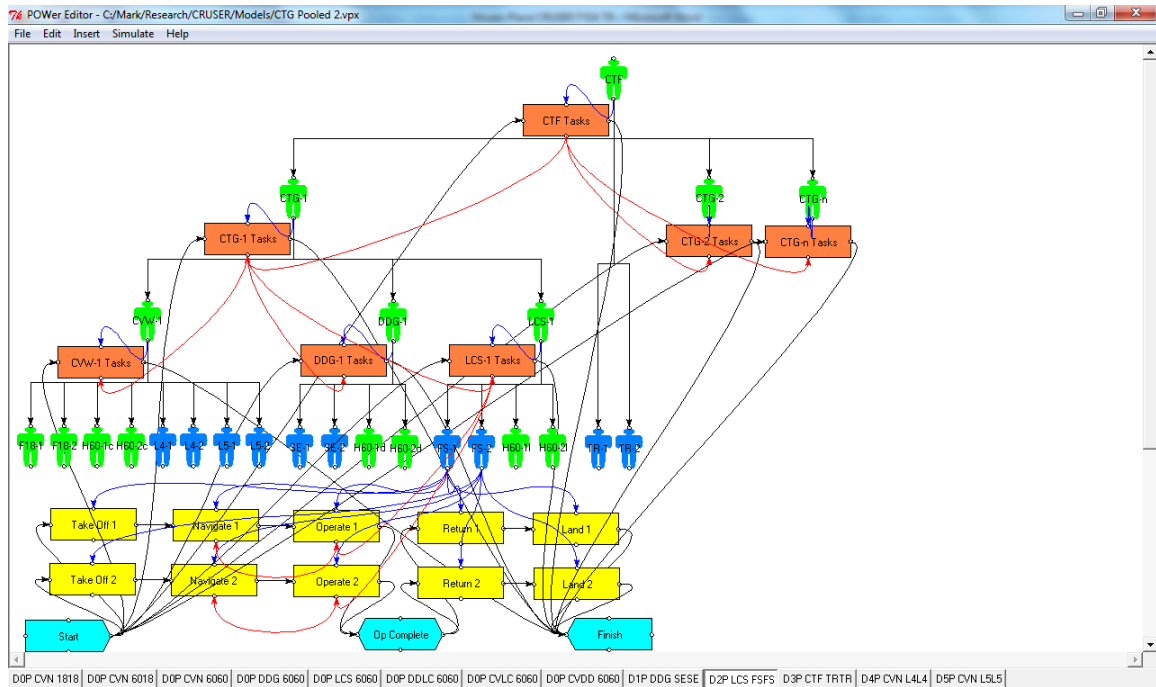 POWer Editor - C:/Mark/Research/CRUSER/Models/CTG Pooled 2.vpx
File Edit Insert Simulate Help
CTF
CTF Tasks
CTG-1
CTG-2
CTG-n
CTG-1 Tasks
CTG-2 Tasks
CTG-n Tasks
CVW-1
DDG-1
LCS-1
CVW-1 Tasks
DDG-1 Tasks
LCS-1 Tasks
F18-1 F18-2 H60-1c H60-2c L4-1 L4-2 L5-1 L5-2 SE-1 SE-2 H60-1d H60-2d FS-1 FS-2 H60-1l H60-2l TR-1 TR-2
Take Off 1 Navigate 1 Operate 1 Return 1 Land 1
Take Off 2 Navigate 2 Operate 2 Return 2 Land 2
Start Op Complete Finish
D0P CVN 1818 D0P CVN 6018 D0P CVN 6060 D0P DDG 6060 D0P LCS 6060 D0P DDLC 6060 D0P CVLC 6060 D0P CVDD 6060 D1P DDG SESE D2P LCS FSFS D3P CTF TRTR D4P CVN L4L4 D5P CVN L5L5